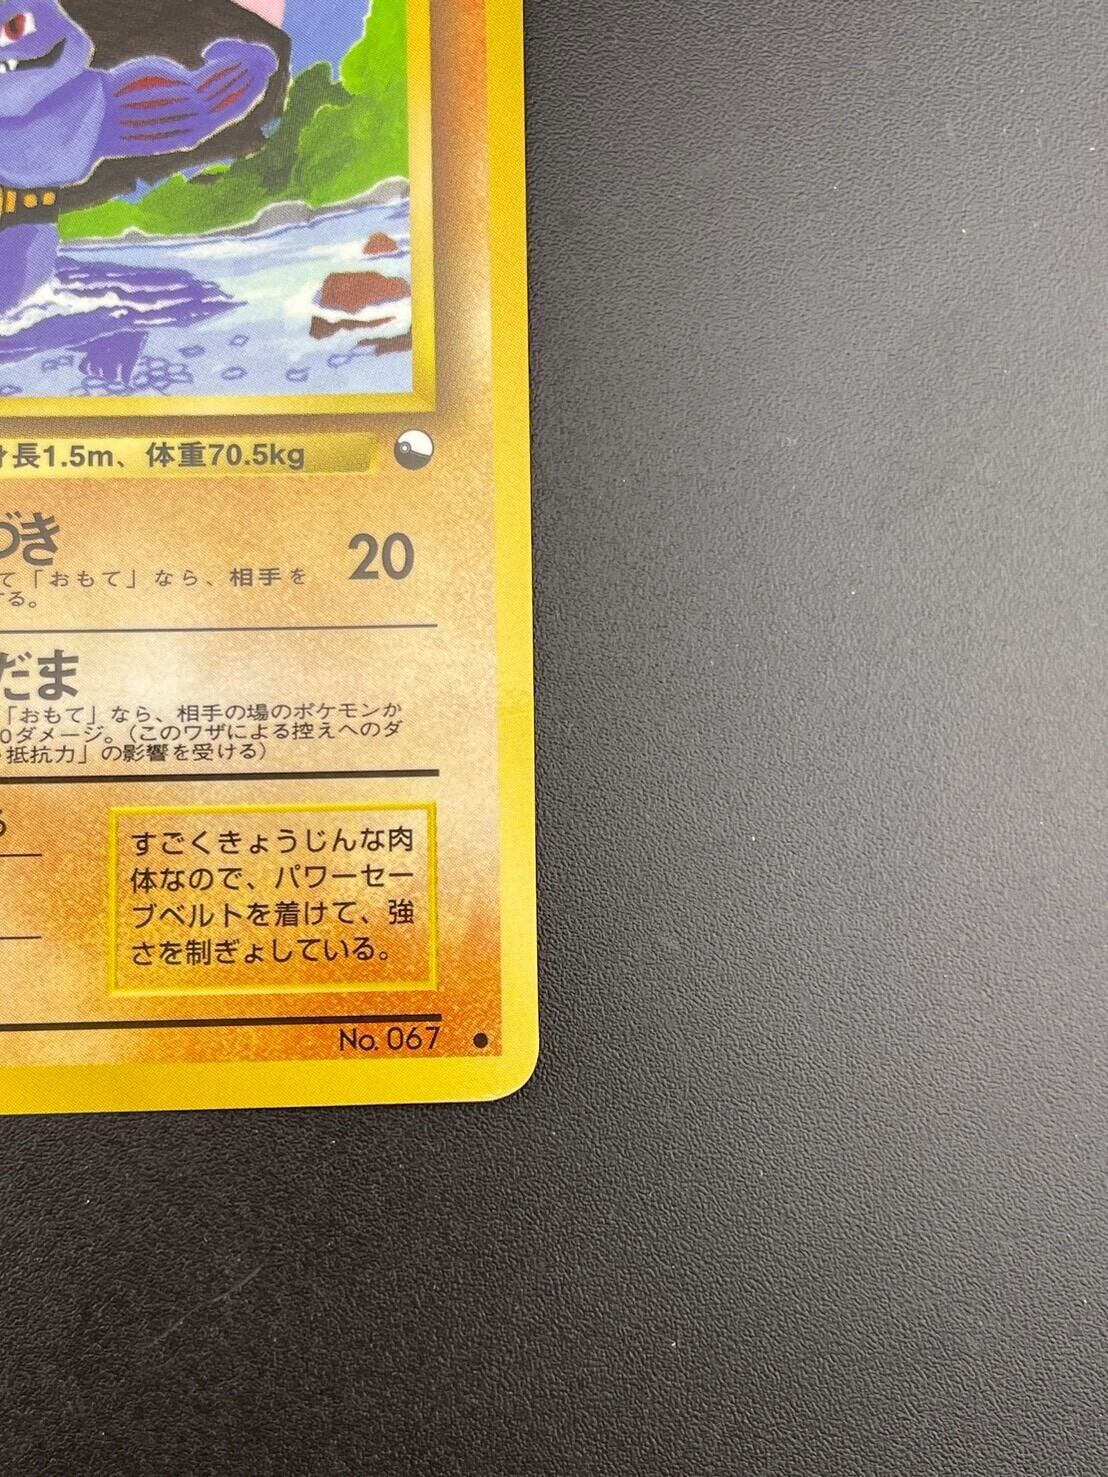 長1.5m、体重70.5kg
づき
20
て「おもて」なら、相手を
する。
だま
「おもて」なら、相手の場のポケモンか
0ダメージ。（このワザによる控えへのダ
抵抗力」の影響を受ける）
すごくきょうじんな肉
体なので、パワーセー
ブベルトを着けて、強
さを制ぎょしている。
No. 067 ●